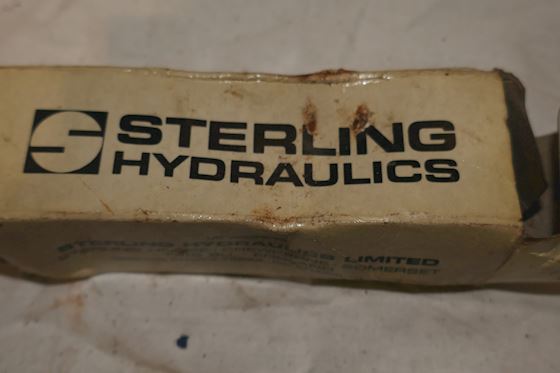 STERLING
HYDRAULICS
STERLING HYDRAULICS LIMITED
SOMERSET